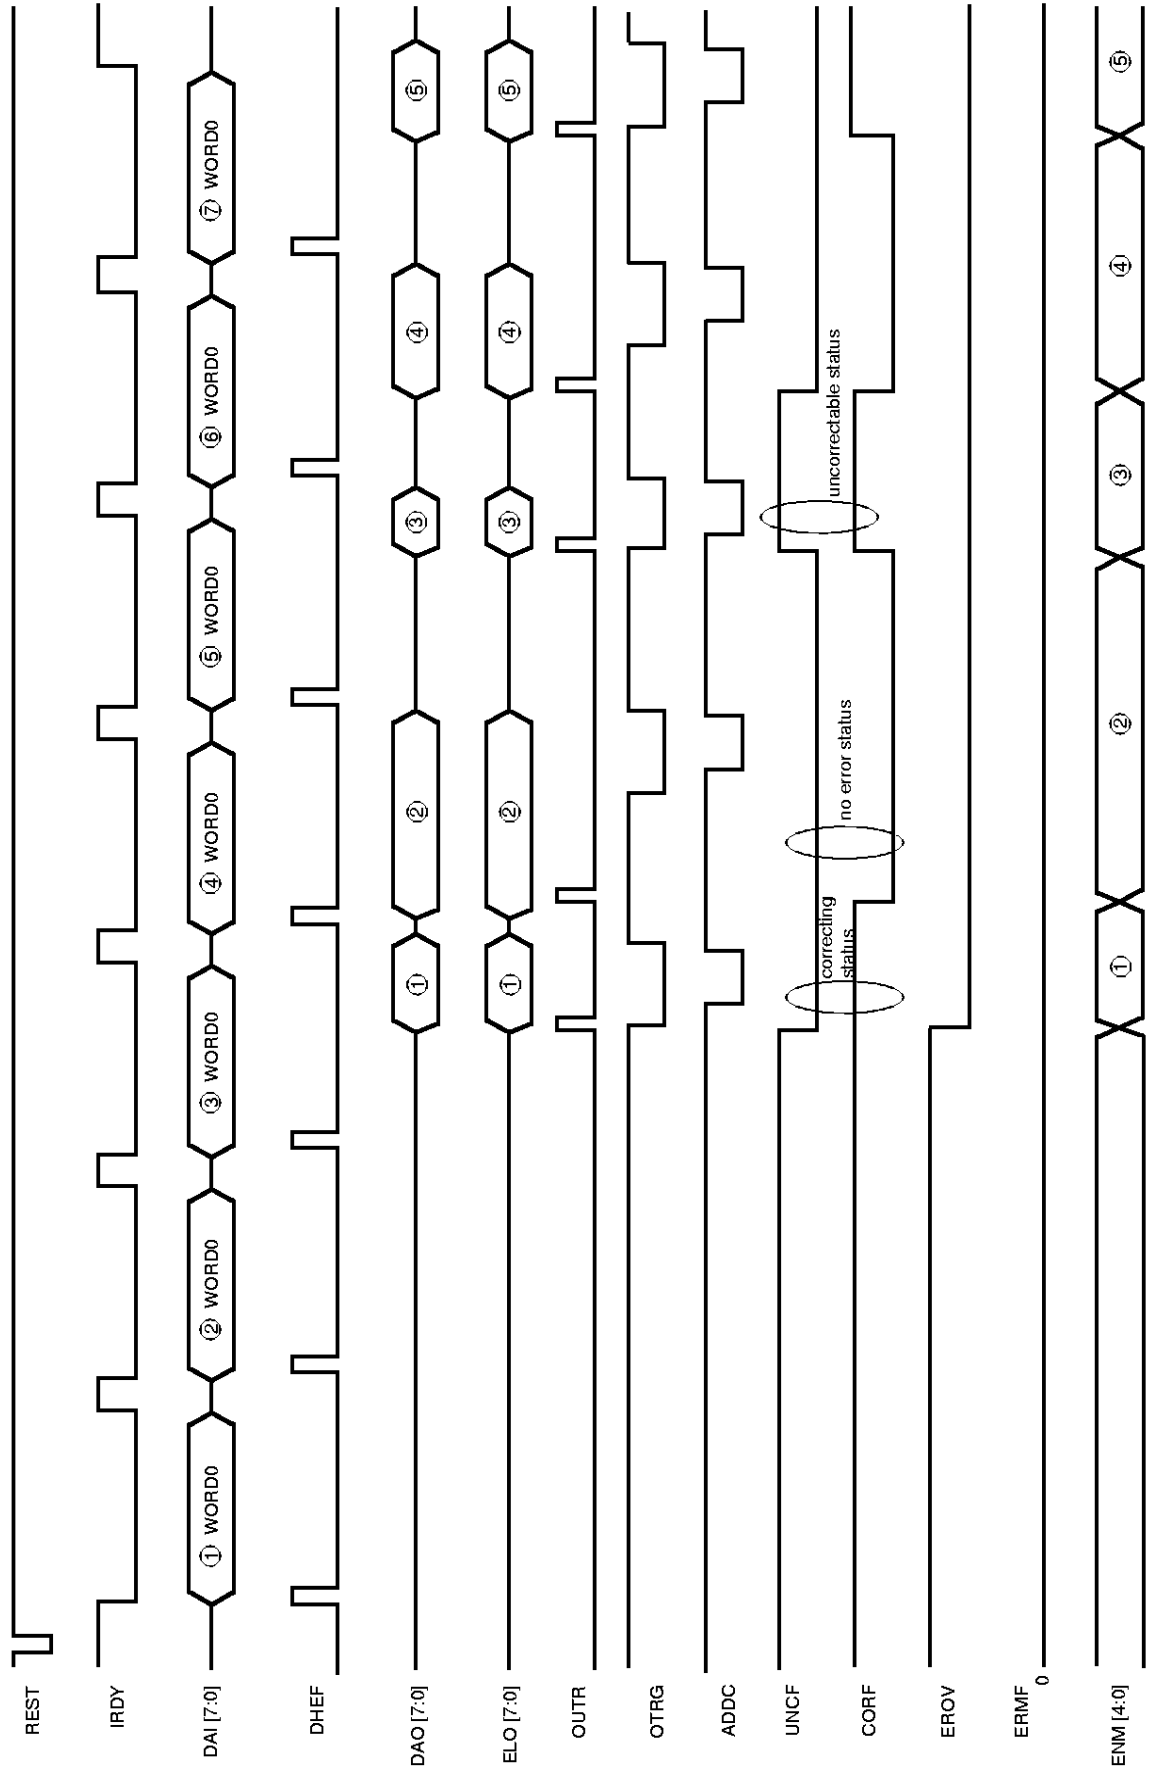 REST
IRDY
DAI [7:0]
① WORD0
② WORD0
③ WORD0
④ WORD0
⑤ WORD0
⑥ WORD0
⑦ WORD0
DHEF
DAO [7:0]
①
②
③
④
⑤
ELO [7:0]
①
②
③
④
⑤
OUTR
OTRG
ADDC
UNCF
CORF
correcting
status
no error status
uncorrectable status
EROV
ERMF
0
ENM [4:0]
①
②
③
④
⑤